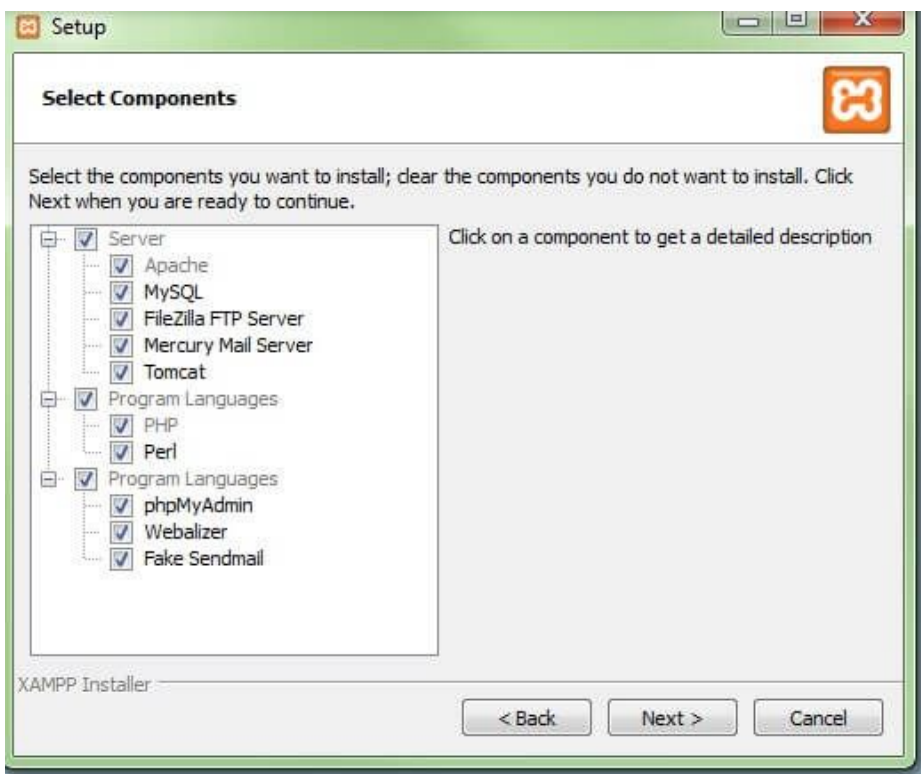 Setup
Select Components
Select the components you want to install; clear the components you do not want to install. Click
Next when you are ready to continue.
Server
Apache
MySQL
FileZilla FTP Server
Mercury Mail Server
Tomcat
Program Languages
PHP
Perl
Program Languages
phpMyAdmin
Webalizer
Fake Sendmail
Click on a component to get a detailed description
XAMPP Installer
< Back
Next >
Cancel